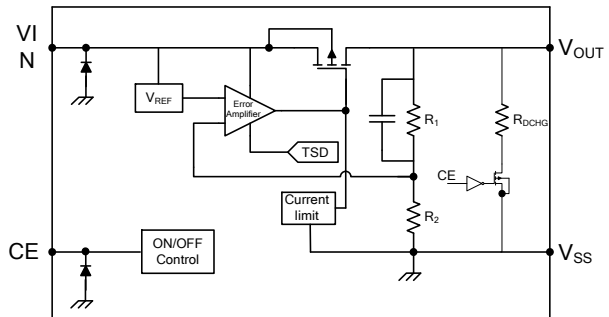 VI
N
VOUT
VREF
Error
Amplifier
R1
RDCHG
TSD
CE
Current
limit
R2
CE
ON/OFF
Control
VSS